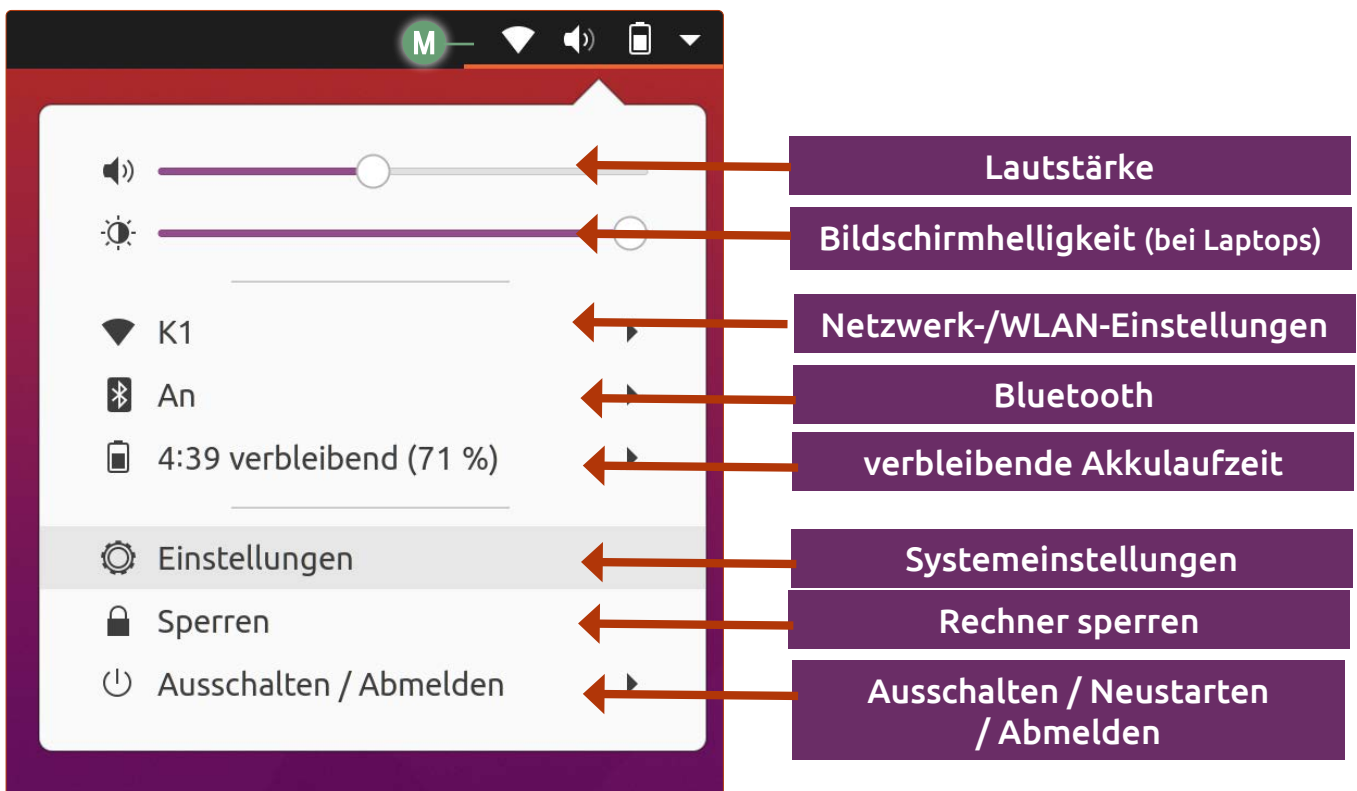 M
Lautstärke
Bildschirmhelligkeit (bei Laptops)
K1
Netzwerk-/WLAN-Einstellungen
An
Bluetooth
4:39 verbleibend (71 %)
verbleibende Akkulaufzeit
Einstellungen
Systemeinstellungen
Sperren
Rechner sperren
Ausschalten / Abmelden
Ausschalten / Neustarten
/ Abmelden